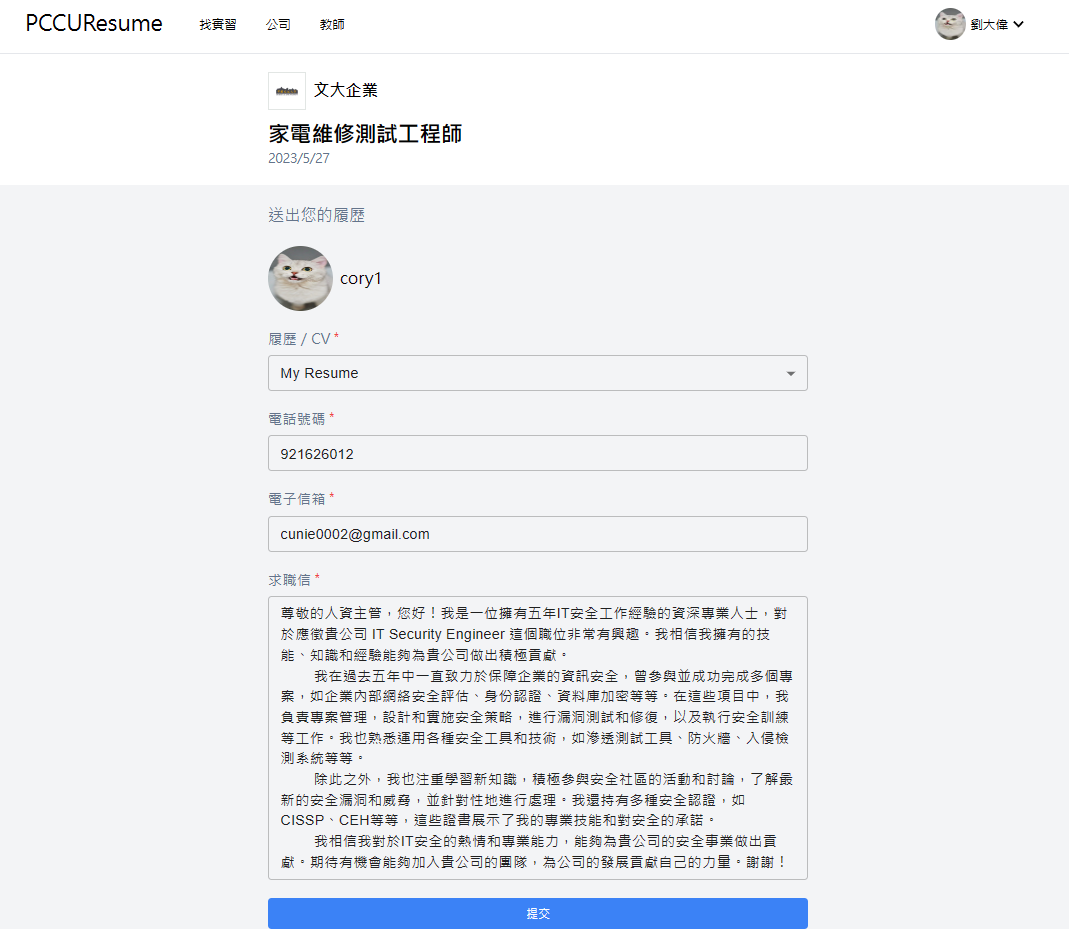 PCCUResume 找實習 公司 教師 劉大偉
文大企業
家電維修測試工程師
2023/5/27
送出您的履歷
cory1
履歷 / CV *
My Resume
電話號碼 *
921626012
電子信箱 *
cunie0002@gmail.com
求職信 *
尊敬的人資主管，您好！我是一位擁有五年IT安全工作經驗的資深專業人士，對
於應徵貴公司 IT Security Engineer 這個職位非常有興趣。我相信我擁有的技
能、知識和經驗能夠為貴公司做出積極貢獻。
我在過去五年中一直致力於保障企業的資訊安全，曾參與並成功完成多個專
案，如企業內部網絡安全評估、身份認證、資料庫加密等等。在這些項目中，我
負責專案管理，設計和實施安全策略，進行漏洞測試和修復，以及執行安全訓練
等工作。我也熟悉運用各種安全工具和技術，如滲透測試工具、防火牆、入侵檢
測系統等等。
除此之外，我也注重學習新知識，積極參與安全社區的活動和討論，了解最
新的安全漏洞和威脅，並針對性地進行處理。我還持有多種安全認證，如
CISSP、CEH等等，這些證書展示了我的專業技能和對安全的承諾。
我相信我對於IT安全的熱情和專業能力，能夠為貴公司的安全事業做出貢
獻。期待有機會能夠加入貴公司的團隊，為公司的發展貢獻自己的力量。謝謝！
提交